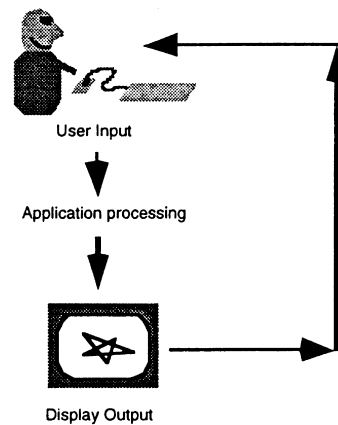 User Input
Application processing
Display Output